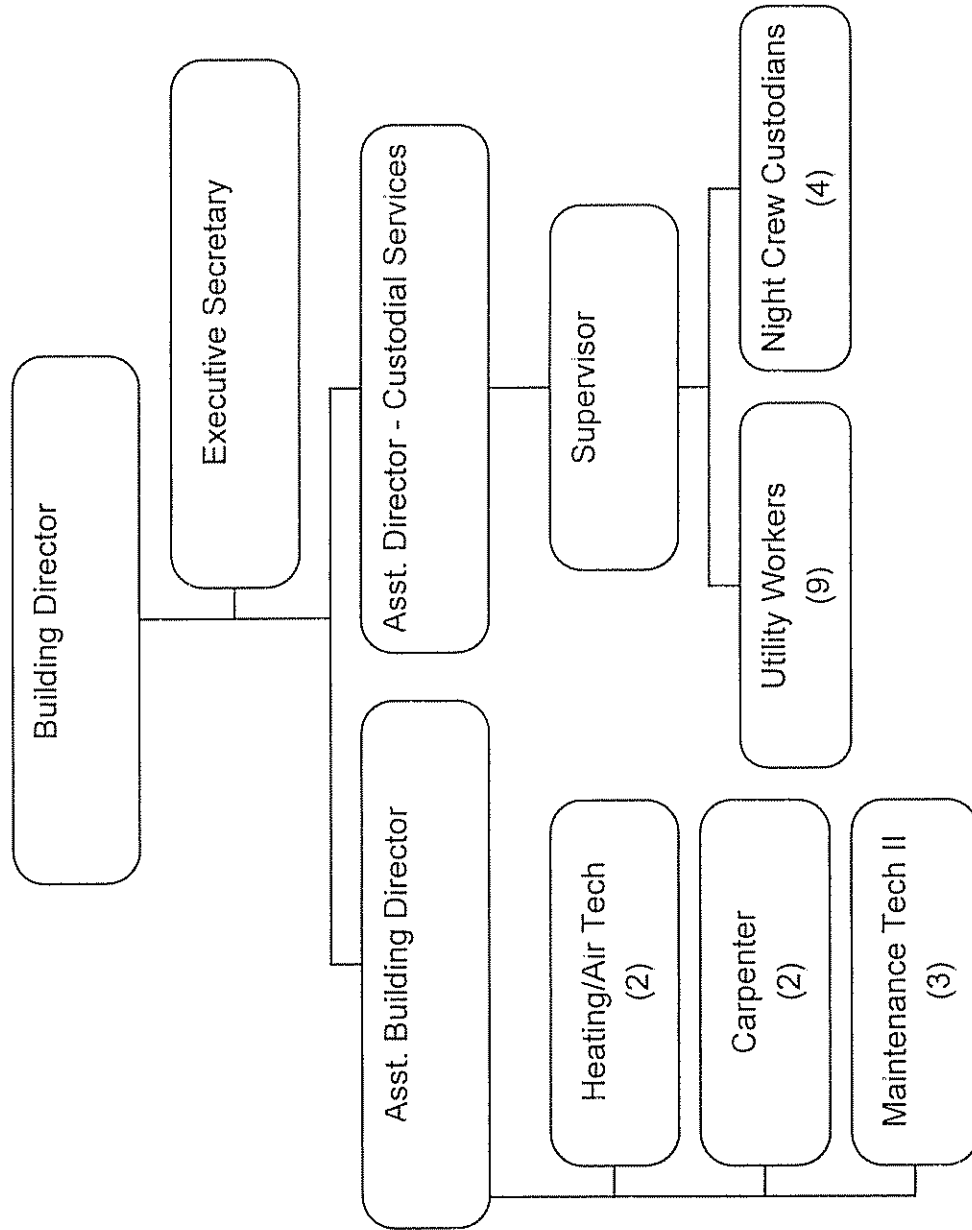 Building Director
Executive Secretary
Asst. Building Director
Asst. Director - Custodial Services
Heating/Air Tech
(2)
Carpenter
(2)
Maintenance Tech II
(3)
Supervisor
Utility Workers
(9)
Night Crew Custodians
(4)